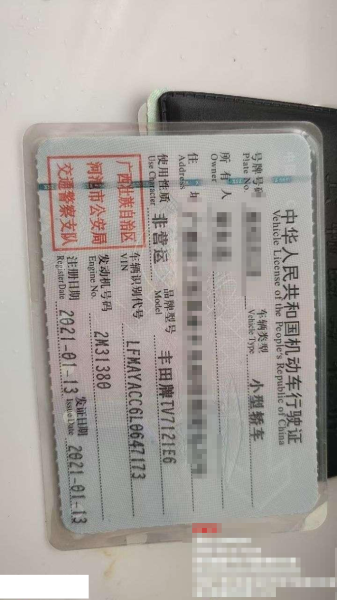 中华人民共和国机动车行驶证
Vehicle License of the People's Republic of China
号牌号码
Plate No.
车辆类型 小型轿车
Vehicle Type
所有人
Owner
住址
Address
使用性质 非营运
Use Character
品牌型号 丰田牌TV7121E6
Model
广西壮族自治区
河池市公安局
交通警察支队
车辆识别代号 LFMAYACC6L0647173
VIN
发动机号码 2M31380
Engine No.
注册日期 2021-01-13
Register Date
发证日期 2021-01-13
Issue Date